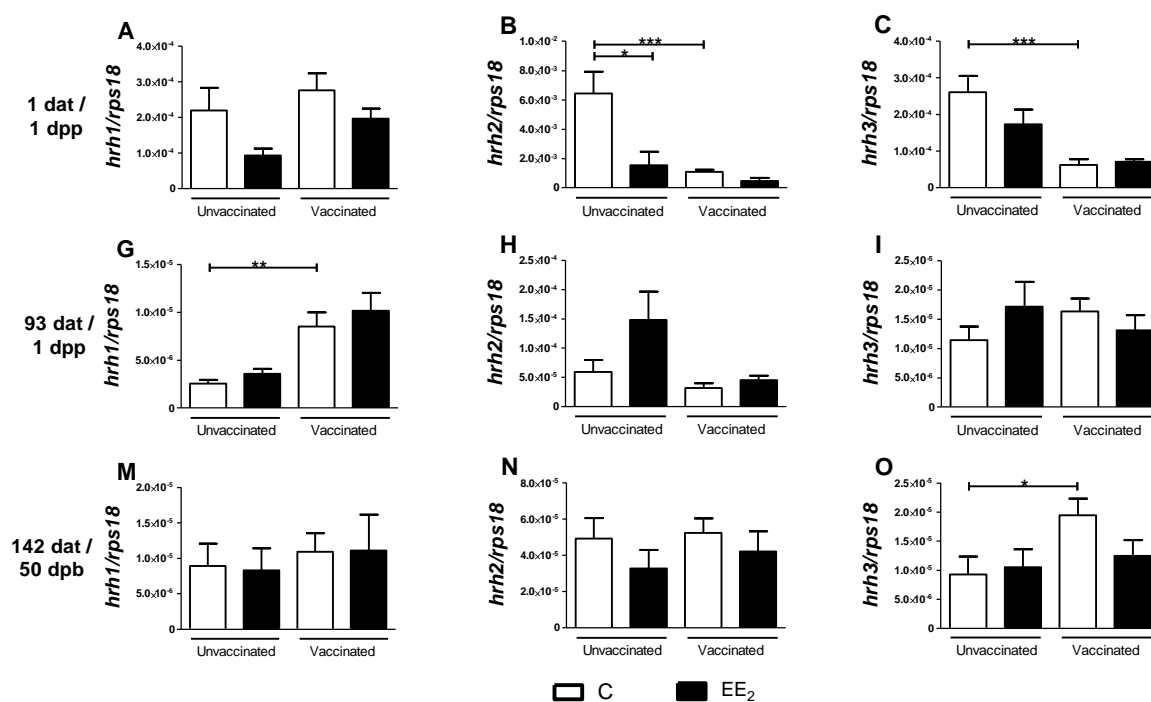 A
hrh1/rps18
4.0×10-4
3.0×10-4
2.0×10-4
1.0×10-4
0
Unvaccinated Vaccinated
B
***
*
hrh2/rps18
1.0×10-2
8.0×10-3
6.0×10-3
4.0×10-3
2.0×10-3
0
Unvaccinated Vaccinated
C
***
hrh3/rps18
4.0×10-4
3.0×10-4
2.0×10-4
1.0×10-4
0
Unvaccinated Vaccinated
1 dat /
1 dpp
G
**
hrh1/rps18
1.5×10-5
1.0×10-5
5.0×10-6
0
Unvaccinated Vaccinated
H
hrh2/rps18
2.5×10-4
2.0×10-4
1.5×10-4
1.0×10-4
5.0×10-5
0
Unvaccinated Vaccinated
I
hrh3/rps18
2.5×10-5
2.0×10-5
1.5×10-5
1.0×10-5
5.0×10-6
0
Unvaccinated Vaccinated
93 dat /
1 dpp
M
hrh1/rps18
2.0×10-5
1.5×10-5
1.0×10-5
5.0×10-6
0
Unvaccinated Vaccinated
N
hrh2/rps18
8.0×10-5
6.0×10-5
4.0×10-5
2.0×10-5
0
Unvaccinated Vaccinated
O
*
hrh3/rps18
2.5×10-5
2.0×10-5
1.5×10-5
1.0×10-5
5.0×10-6
0
Unvaccinated Vaccinated
142 dat /
50 dpb
C EE2